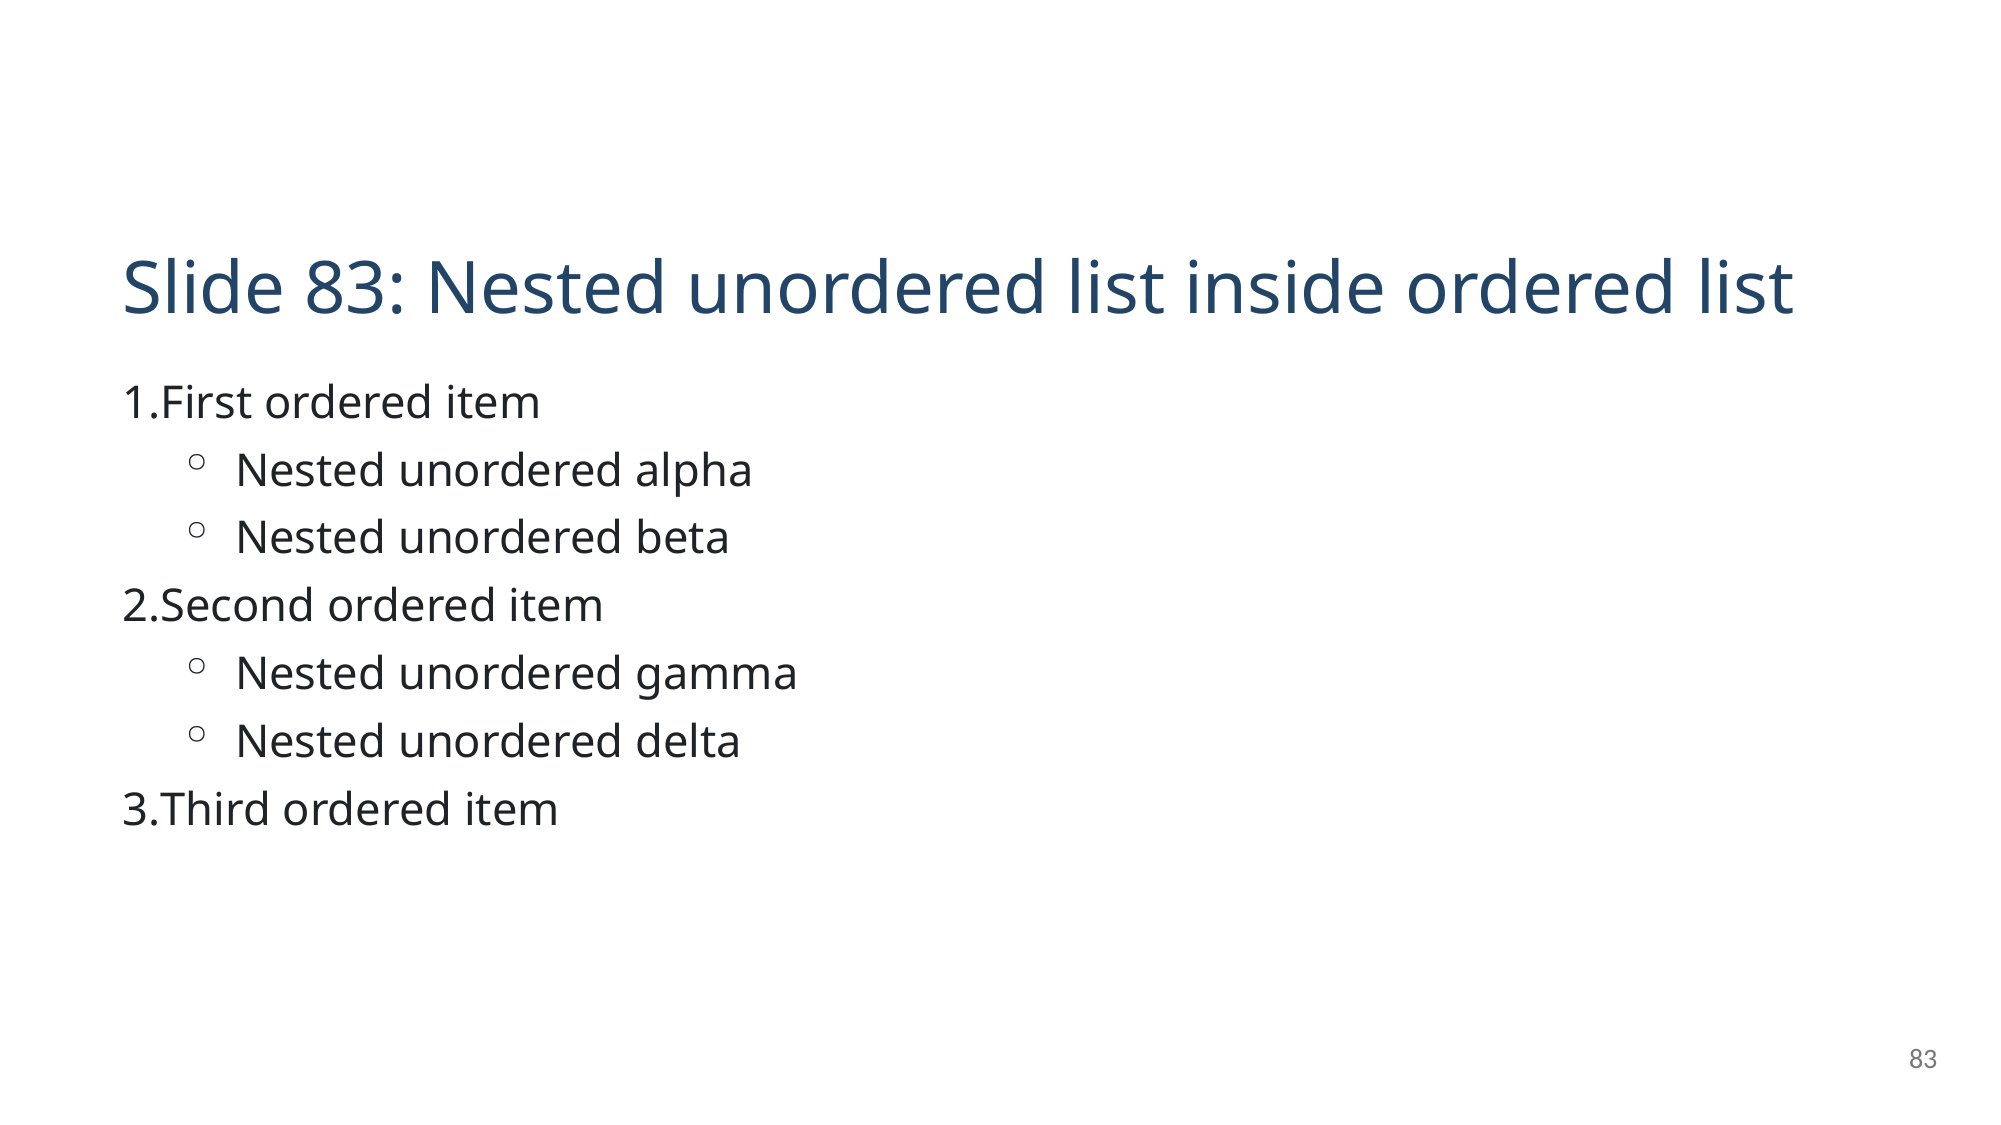 Slide 83: Nested unordered list inside ordered list
1.First ordered item
○ Nested unordered alpha
○ Nested unordered beta
2.Second ordered item
○ Nested unordered gamma
○ Nested unordered delta
3.Third ordered item
83